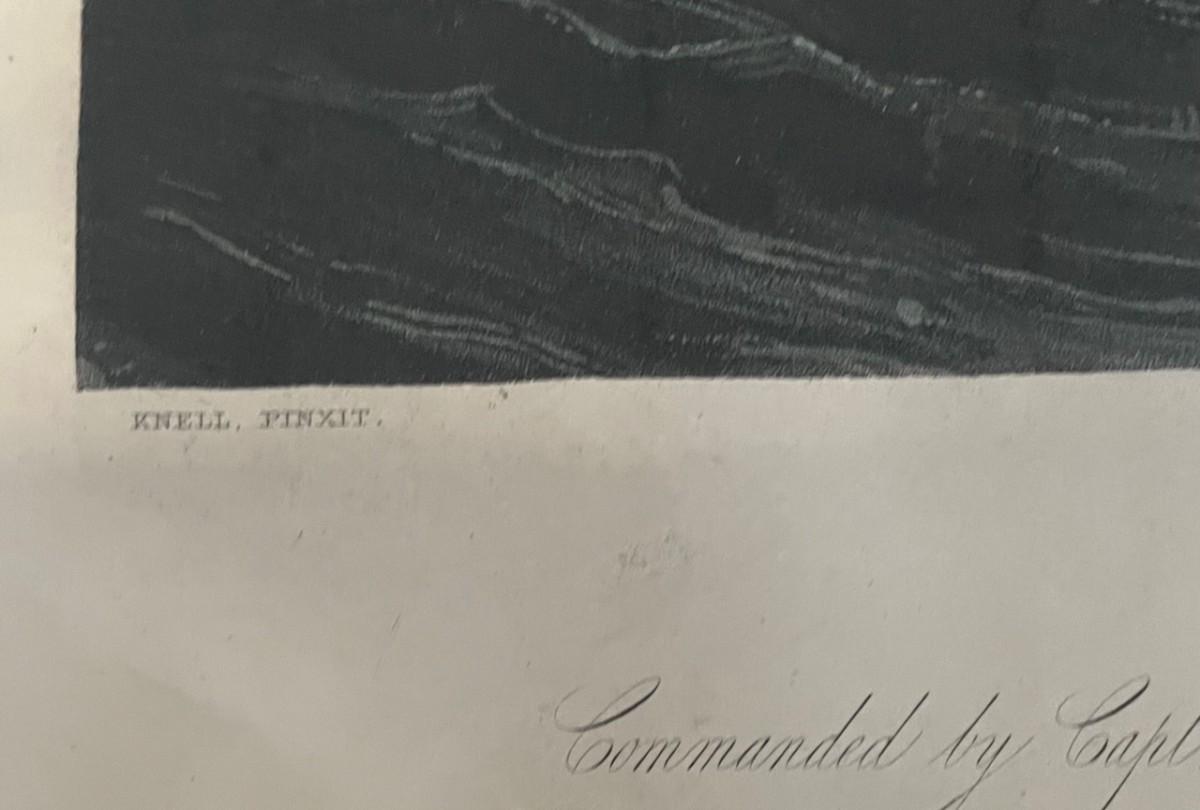 KNELL, PINXIT.
Commanded by Capt